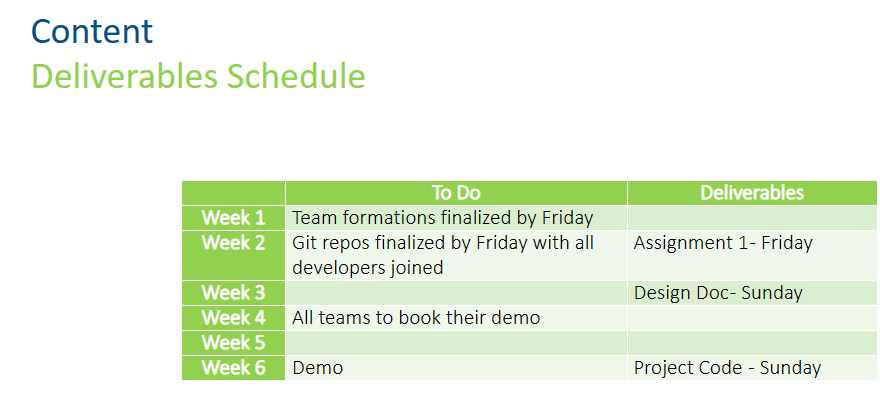 Content
Deliverables Schedule
To Do Deliverables
Week 1 Team formations finalized by Friday
Week 2 Git repos finalized by Friday with all Assignment 1- Friday
developers joined
Week 3 Design Doc- Sunday
Week 4 All teams to book their demo
Week 5
Week 6 Demo Project Code - Sunday